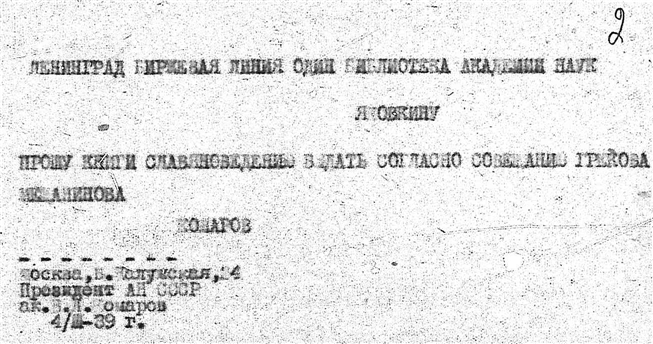 2
ЛЕНИНГРАД БИРЖЕВАЯ ЛИНИЯ ОДИН БИБЛИОТЕКА АКАДЕМИИ НАУК
ЯКОВКИНУ
ПРОШУ КНИГИ СЛАВЯНОВЕДЕНИЮ ВЫДАТЬ СОГЛАСНО СОВЕЩАНИЮ ГРЕКОВА
МЕЩАНИНОВА
КОМАРОВ
Москва,Б.Калужская,14
Президент АН СССР
ак.В.Л.Комаров
4/Ш-39 г.